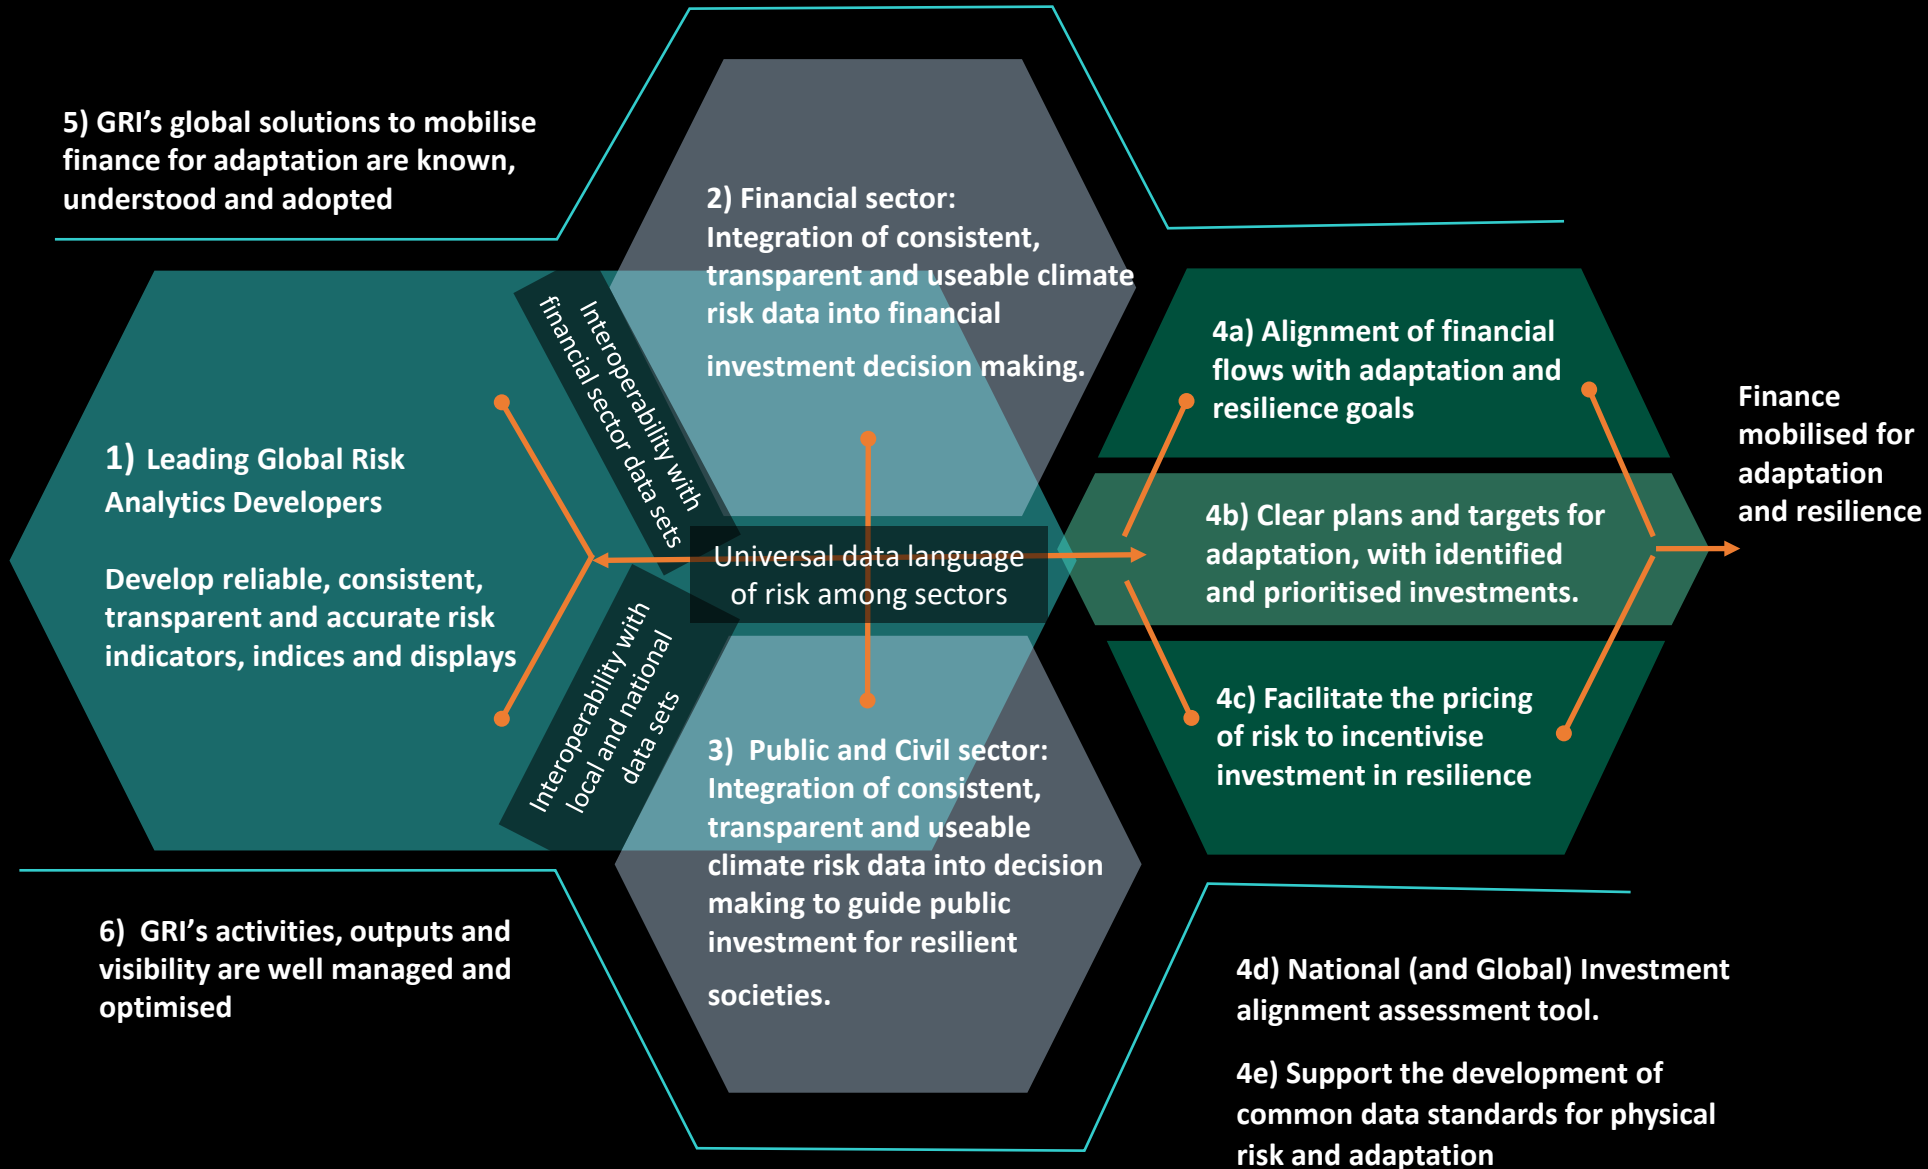 5) GRI’s global solutions to mobilise
finance for adaptation are known,
understood and adopted
2) Financial sector:
Integration of consistent,
transparent and useable climate
risk data into financial
investment decision making.
Interoperability with
financial sector data sets
1) Leading Global Risk
Analytics Developers
Develop reliable, consistent,
transparent and accurate risk
indicators, indices and displays
Universal data language
of risk among sectors
Interoperability with
local and national
data sets
3) Public and Civil sector:
Integration of consistent,
transparent and useable
climate risk data into decision
making to guide public
investment for resilient
societies.
4a) Alignment of financial
flows with adaptation and
resilience goals
4b) Clear plans and targets for
adaptation, with identified
and prioritised investments.
4c) Facilitate the pricing
of risk to incentivise
investment in resilience
Finance
mobilised for
adaptation
and resilience
6) GRI’s activities, outputs and
visibility are well managed and
optimised
4d) National (and Global) Investment
alignment assessment tool.
4e) Support the development of
common data standards for physical
risk and adaptation